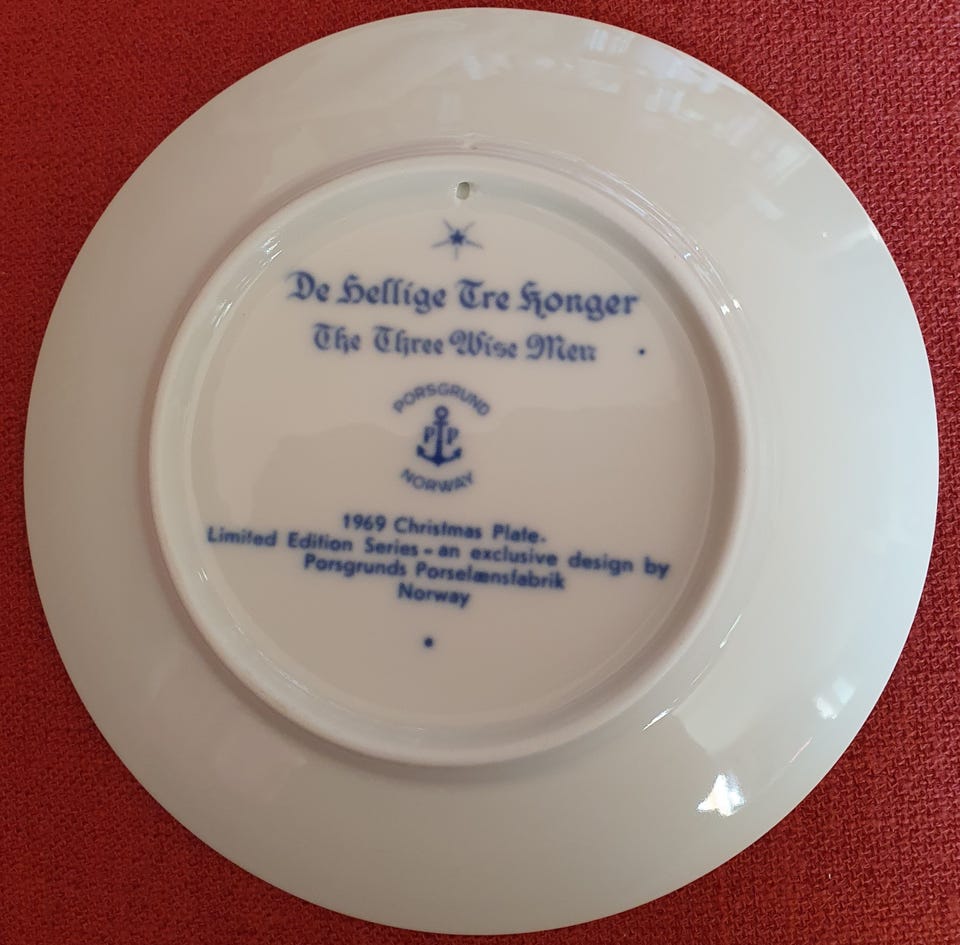 De Hellige Tre Konger
The Three Wise Men
PORSGRUND
P P
NORWAY
1969 Christmas Plate.
Limited Edition Series - an exclusive design by
Porsgrunds Porselænsfabrik
Norway